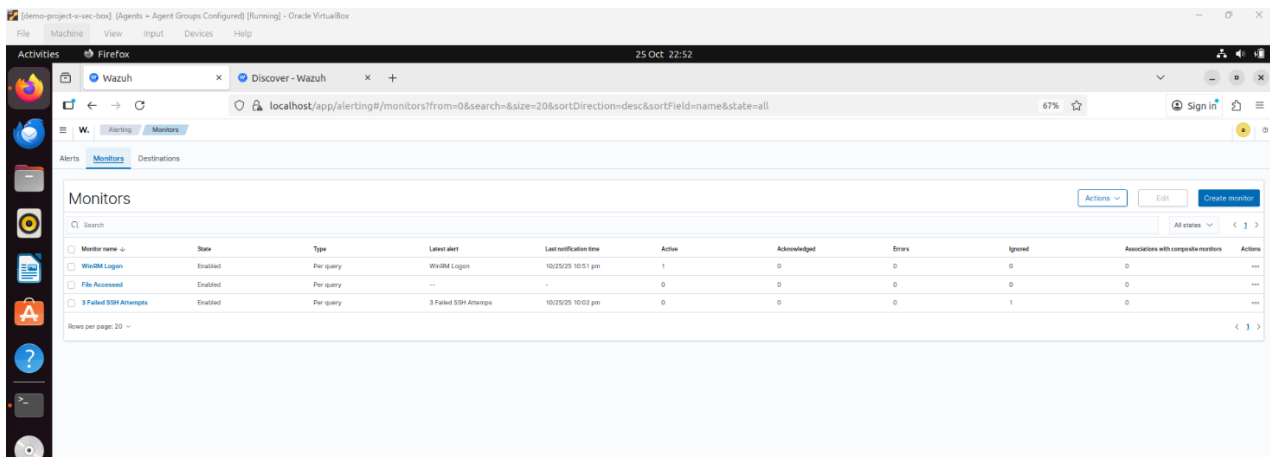 [demo-project-x-sec-box] (Agents + Agent Groups Configured) [Running] - Oracle VirtualBox
File Machine View Input Devices Help
Activities Firefox 25 Oct 22:52
Wazuh Discover - Wazuh
localhost/app/alerting#/monitors?from=0&search=&size=20&sortDirection=desc&sortField=name&state=all 67% Sign in
W. Alerting Monitors a
Alerts Monitors Destinations
Monitors Actions Edit Create monitor
Search All states 1
Monitor name State Type Latest alert Last notification time Active Acknowledged Errors Ignored Associations with composite monitors Actions
WinRM Logon Enabled Per query WinRM Logon 10/25/25 10:51 pm 1 0 0 0 0
File Accessed Enabled Per query -- - 0 0 0 0 0
3 Failed SSH Attempts Enabled Per query 3 Failed SSH Attemps 10/25/25 10:02 pm 0 0 0 1 0
Rows per page: 20 1